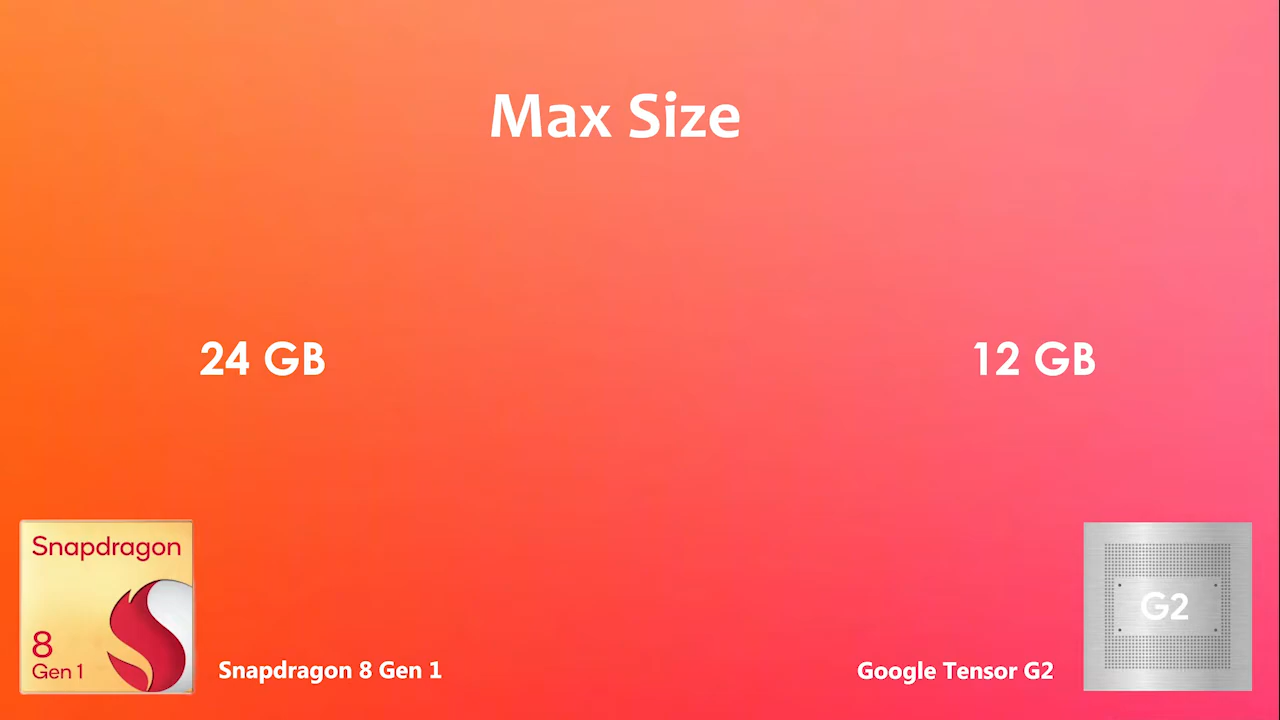 Max Size
24 GB
12 GB
Snapdragon
8
Gen 1
Snapdragon 8 Gen 1
Google Tensor G2
G2